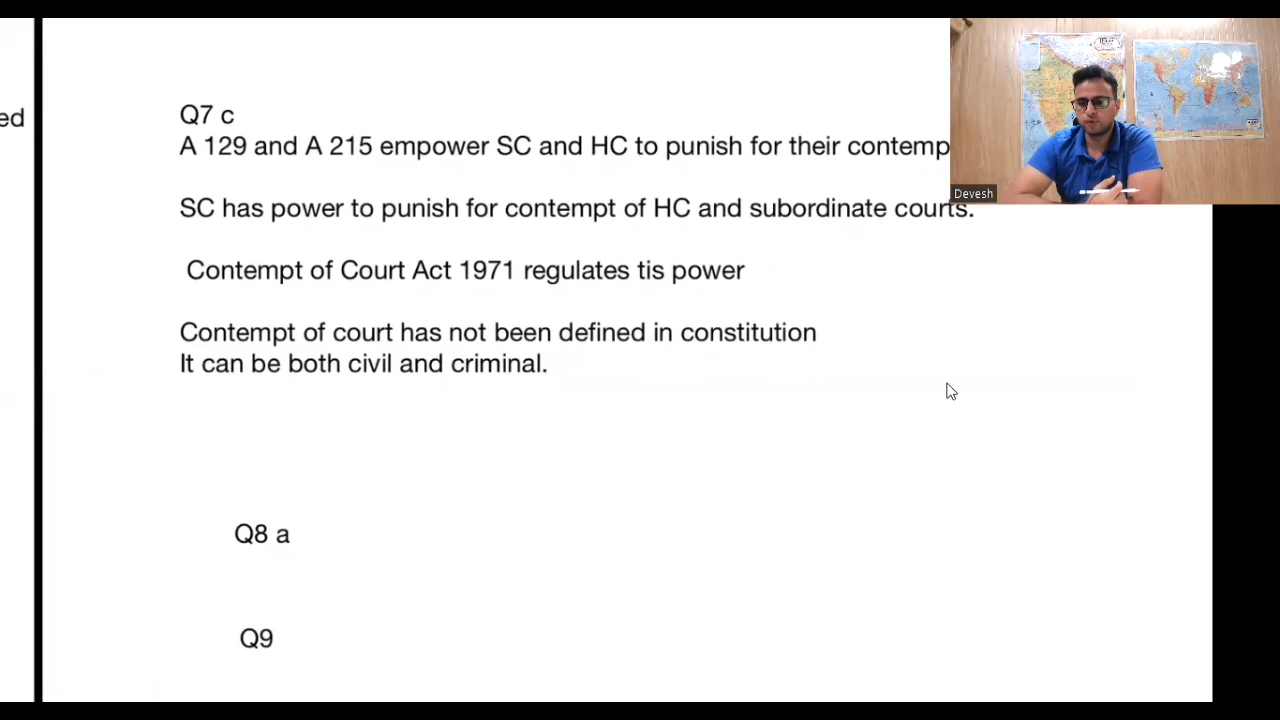 ed
Q7 c
A 129 and A 215 empower SC and HC to punish for their contemp
SC has power to punish for contempt of HC and subordinate courts.
Contempt of Court Act 1971 regulates tis power
Contempt of court has not been defined in constitution
It can be both civil and criminal.
Q8 a
Q9
Devesh